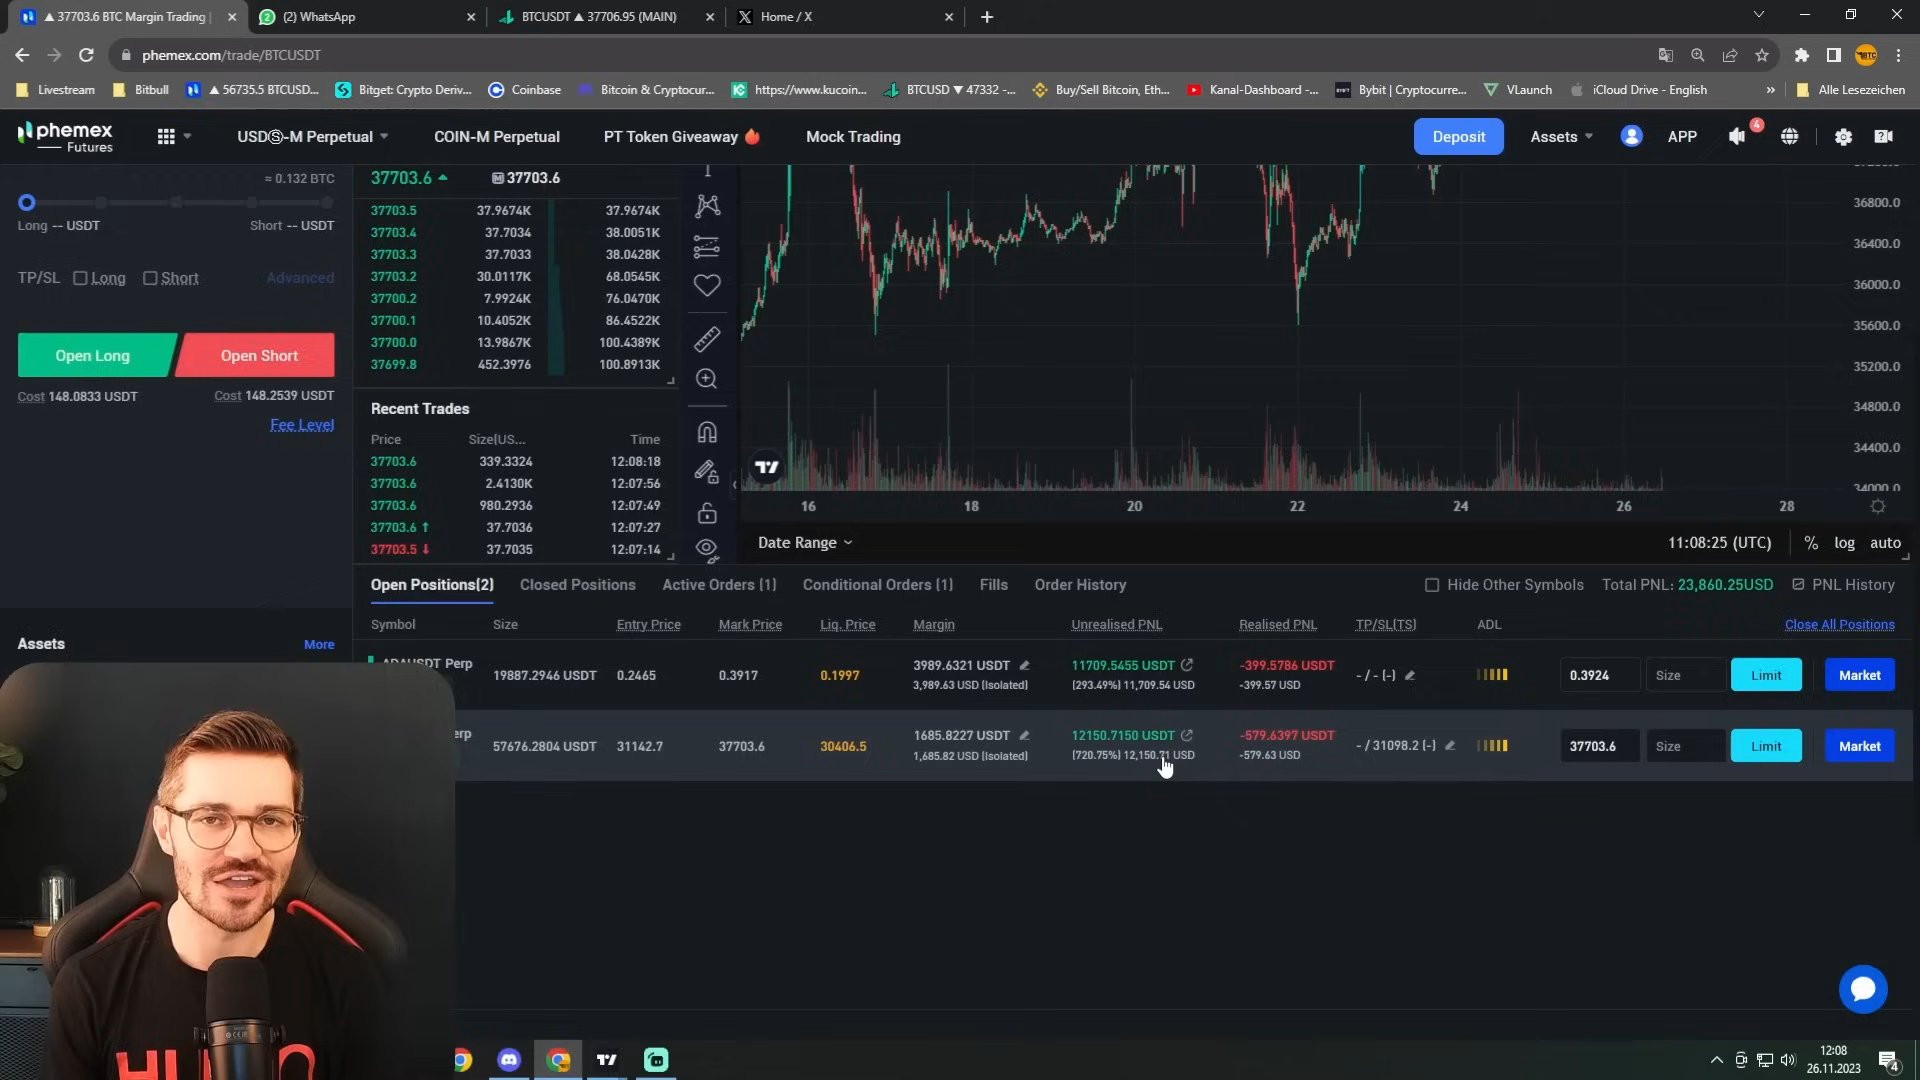 ▲ 37703.6 BTC Margin Trading |
(2) WhatsApp
BTCUSDT ▲ 37706.95 (MAIN)
Home / X
phemex.com/trade/BTCUSDT
Livestream
Bitbull
▲ 56735.5 BTCUSD...
Bitget: Crypto Deriv...
Coinbase
Bitcoin & Cryptocur...
https://www.kucoin...
BTCUSD ▼ 47332 -...
Buy/Sell Bitcoin, Eth...
Kanal-Dashboard -...
Bybit | Cryptocurre...
VLaunch
iCloud Drive - English
»
Alle Lesezeichen
phemex
Futures
USDⓈ-M Perpetual
COIN-M Perpetual
PT Token Giveaway
Mock Trading
Deposit
Assets
APP
4
≈ 0.132 BTC
Long -- USDT
Short -- USDT
TP/SL
Long
Short
Advanced
Open Long
Open Short
Cost 148.0833 USDT
Cost 148.2539 USDT
Fee Level
37703.6
M 37703.6
37703.5 37.9674K 37.9674K
37703.4 37.7034 38.0051K
37703.3 37.7033 38.0428K
37703.2 30.0117K 68.0545K
37700.2 7.9924K 76.0470K
37700.1 10.4052K 86.4522K
37700.0 13.9867K 100.4389K
37699.8 452.3976 100.8913K
Recent Trades
Price Size(US... Time
37703.6 339.3324 12:08:18
37703.6 2.4130K 12:07:56
37703.6 980.2936 12:07:49
37703.6 ↑ 37.7036 12:07:27
37703.5 ↓ 37.7035 12:07:14
36800.0
36400.0
36000.0
35600.0
35200.0
34800.0
34400.0
34000.0
16 18 20 22 24 26 28
Date Range
11:08:25 (UTC)
%
log
auto
Open Positions(2)
Closed Positions
Active Orders (1)
Conditional Orders (1)
Fills
Order History
Hide Other Symbols
Total PNL: 23,860.25USD
PNL History
Symbol Size Entry Price Mark Price Liq. Price Margin Unrealised PNL Realised PNL TP/SL(TS) ADL Close All Positions
ADAUSDT Perp
19887.2946 USDT 0.2465 0.3917 0.1997 3989.6321 USDT 11709.5455 USDT -399.5786 USDT - / - (-) 0.3924 Size Limit Market
3,989.63 USD (Isolated) (293.49%) 11,709.54 USD -399.57 USD
erp
57676.2804 USDT 31142.7 37703.6 30406.5 1685.8227 USDT 12150.7150 USDT -579.6397 USDT - / 31098.2 (-) 37703.6 Size Limit Market
1,685.82 USD (Isolated) (720.75%) 12,150.71 USD -579.63 USD
Assets
More
12:08
26.11.2023
4